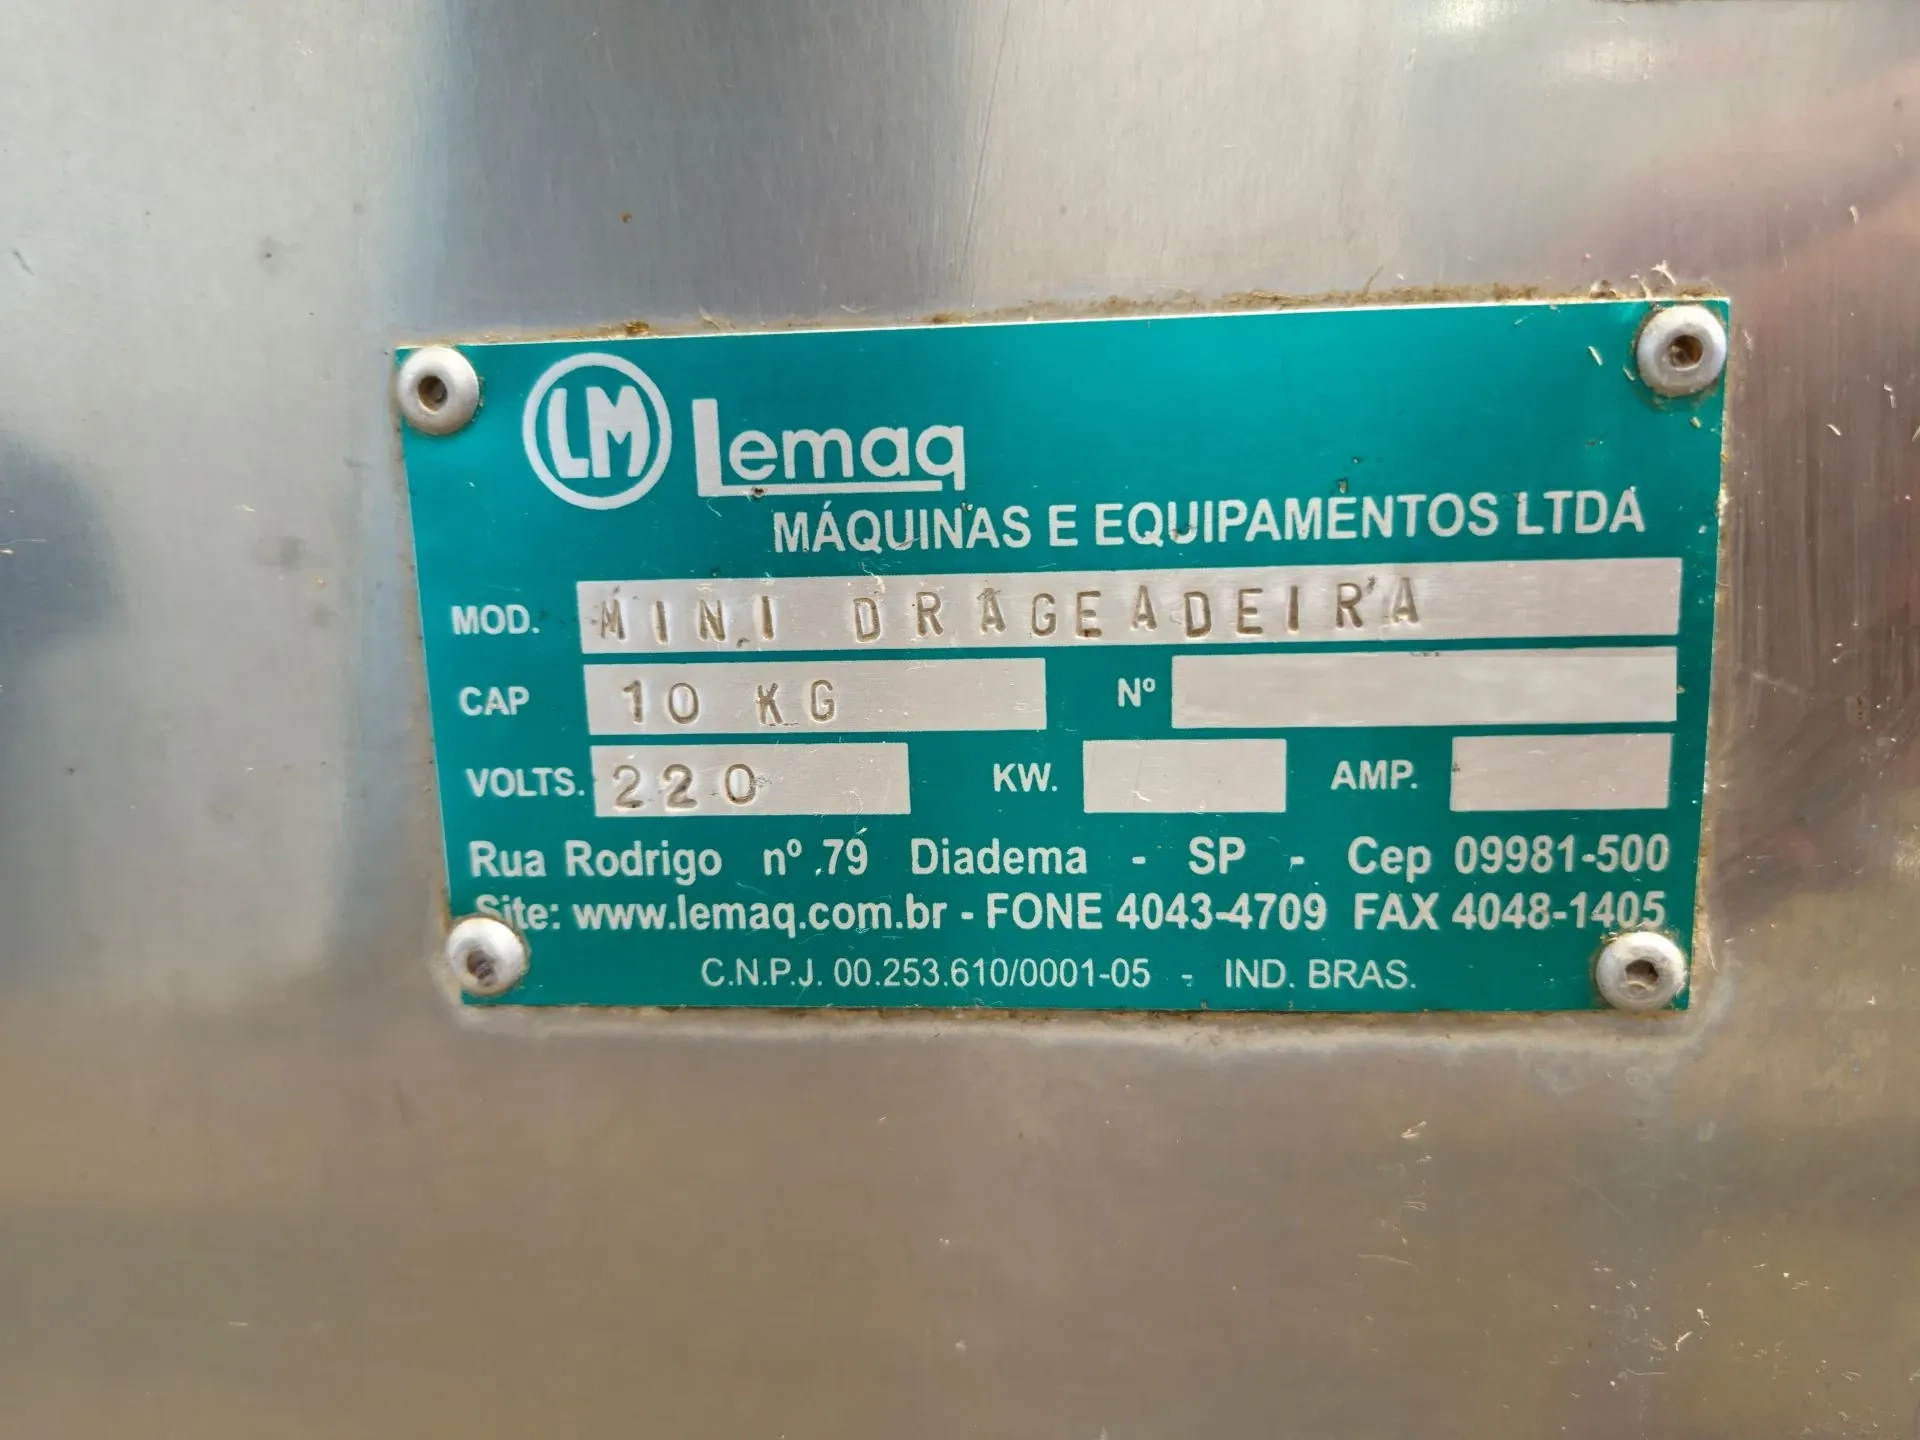 LM Lemaq
MÁQUINAS E EQUIPAMENTOS LTDA
MOD. MINI DRAGEADEIRA
CAP 10 KG Nº
VOLTS. 220 KW. AMP.
Rua Rodrigo nº 79 Diadema - SP - Cep 09981-500
Site: www.lemaq.com.br - FONE 4043-4709 FAX 4048-1405
C.N.P.J. 00.253.610/0001-05 - IND. BRAS.